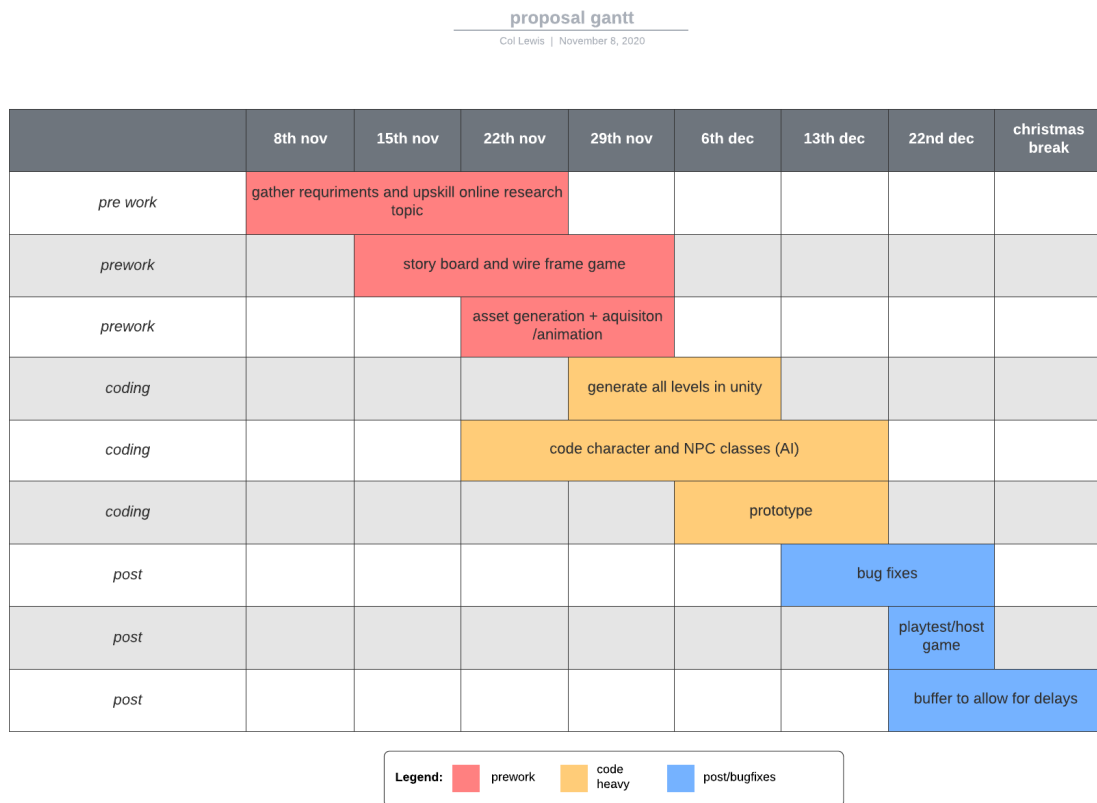 proposal gantt
Col Lewis | November 8, 2020
8th nov
15th nov
22th nov
29th nov
6th dec
13th dec
22nd dec
christmas
break
pre work
gather requriments and upskill online research
topic
prework
story board and wire frame game
prework
asset generation + aquisiton
/animation
coding
generate all levels in unity
coding
code character and NPC classes (AI)
coding
prototype
post
bug fixes
post
playtest/host
game
post
buffer to allow for delays
Legend:
prework
code
heavy
post/bugfixes